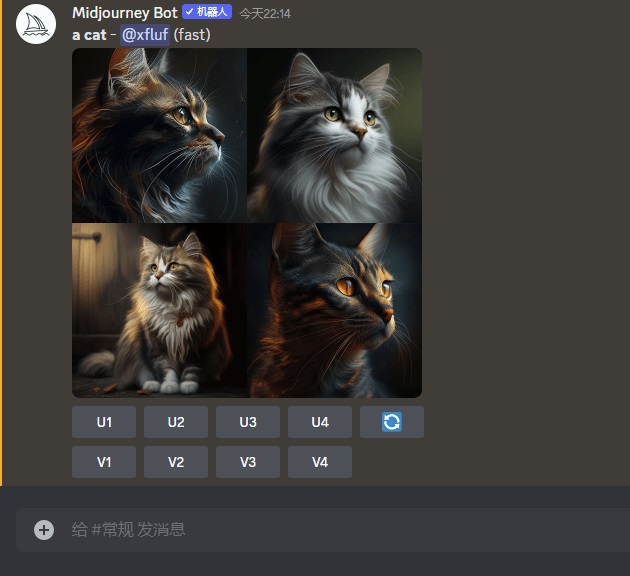 Midjourney Bot ✓ 机器人 今天22:14
a cat - @xfluf (fast)
U1 U2 U3 U4
V1 V2 V3 V4
给 #常规 发消息